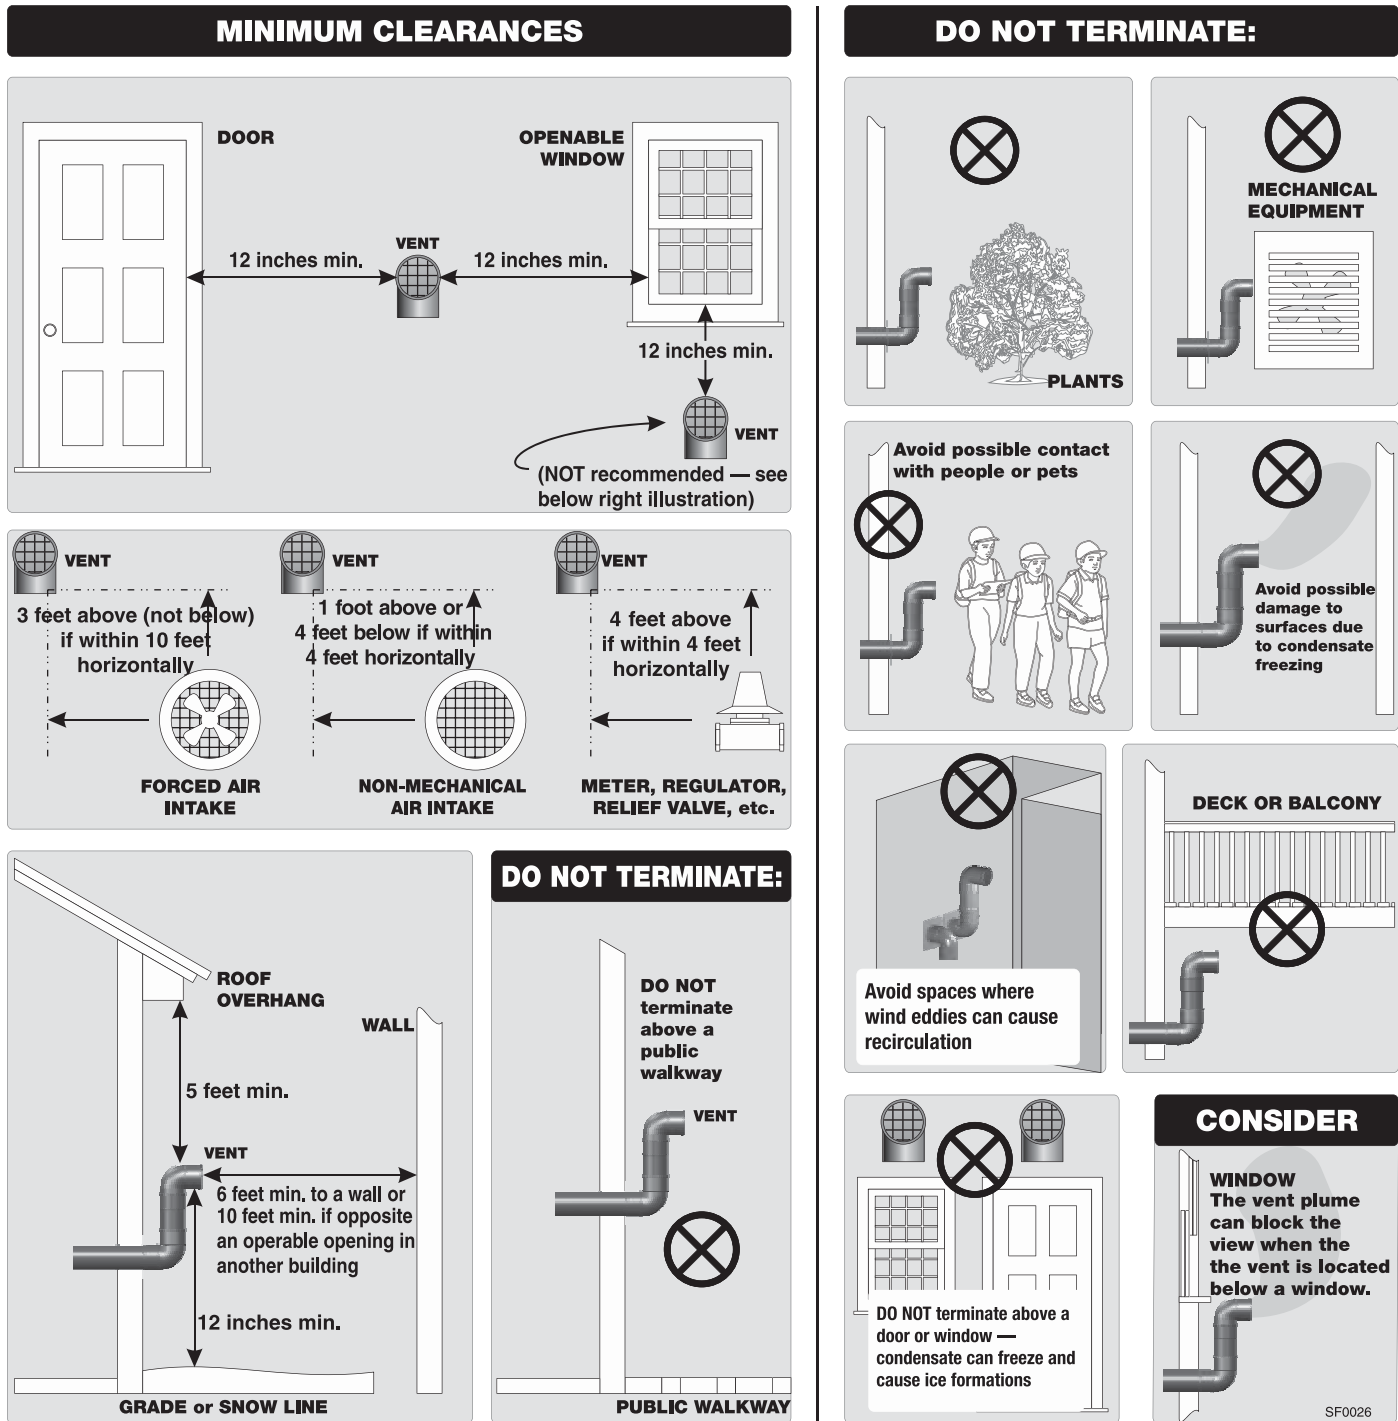 MINIMUM CLEARANCES
DOOR
OPENABLE
WINDOW
VENT
12 inches min.
12 inches min.
12 inches min.
VENT
(NOT recommended — see
below right illustration)
VENT
3 feet above (not below)
if within 10 feet
horizontally
FORCED AIR
INTAKE
VENT
1 foot above or
4 feet below if within
4 feet horizontally
NON-MECHANICAL
AIR INTAKE
VENT
4 feet above
if within 4 feet
horizontally
METER, REGULATOR,
RELIEF VALVE, etc.
ROOF
OVERHANG
WALL
5 feet min.
VENT
6 feet min. to a wall or
10 feet min. if opposite
an operable opening in
another building
12 inches min.
GRADE or SNOW LINE
DO NOT TERMINATE:
DO NOT
terminate
above a
public
walkway
VENT
PUBLIC WALKWAY
DO NOT TERMINATE:
PLANTS
MECHANICAL
EQUIPMENT
Avoid possible contact
with people or pets
Avoid possible
damage to
surfaces due
to condensate
freezing
Avoid spaces where
wind eddies can cause
recirculation
DECK OR BALCONY
DO NOT terminate above a
door or window —
condensate can freeze and
cause ice formations
CONSIDER
WINDOW
The vent plume
can block the
view when the
the vent is located
below a window.
SF0026